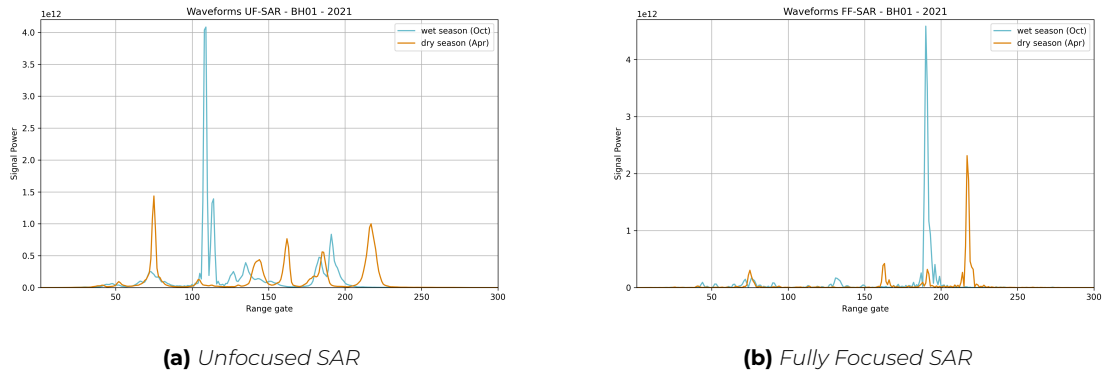 Waveforms UF-SAR - BH01 - 2021
1e12
wet season (Oct)
dry season (Apr)
Signal Power
4.0
3.5
3.0
2.5
2.0
1.5
1.0
0.5
0.0
50
100
150
200
250
300
Range gate
(a) Unfocused SAR
Waveforms FF-SAR - BH01 - 2021
1e12
wet season (Oct)
dry season (Apr)
Signal Power
4
3
2
1
0
50
100
150
200
250
300
Range gate
(b) Fully Focused SAR